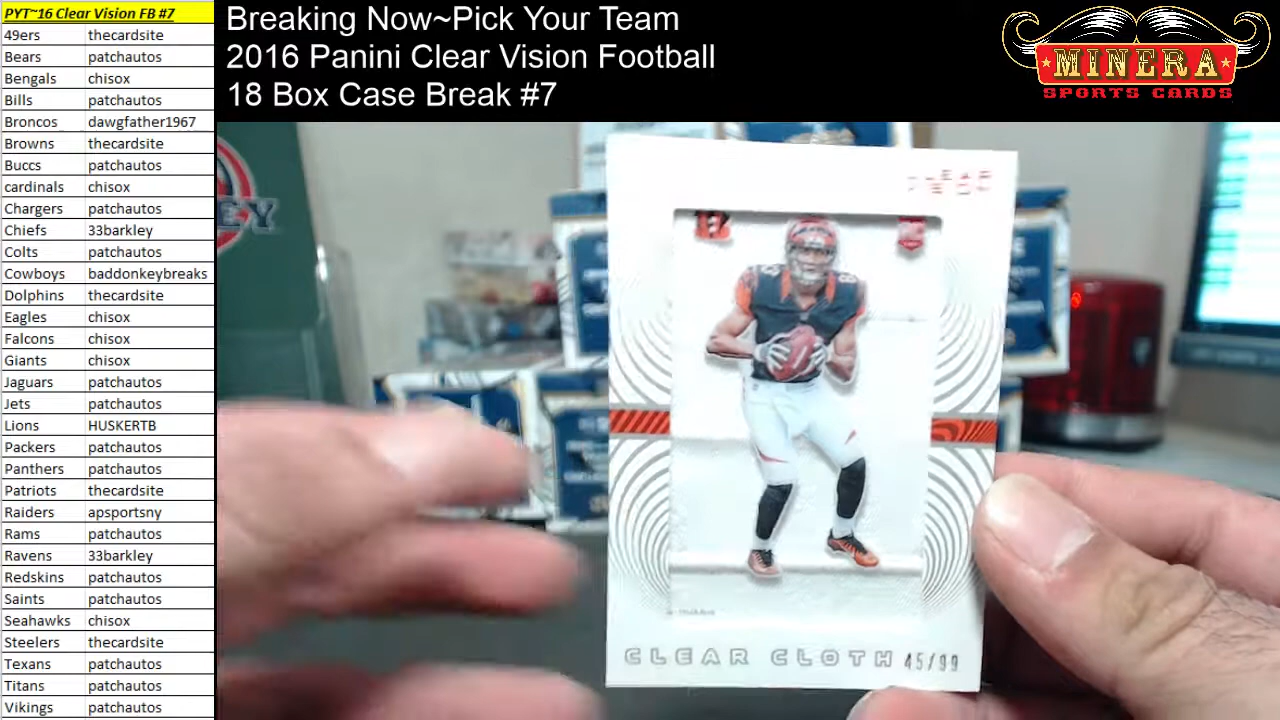 PYT~16 Clear Vision FB #7
49ers thecardsite
Bears patchautos
Bengals chisox
Bills patchautos
Broncos dawgfather1967
Browns thecardsite
Buccs patchautos
cardinals chisox
Chargers patchautos
Chiefs 33barkley
Colts patchautos
Cowboys baddonkeybreaks
Dolphins thecardsite
Eagles chisox
Falcons chisox
Giants chisox
Jaguars patchautos
Jets patchautos
Lions HUSKERTB
Packers patchautos
Panthers patchautos
Patriots thecardsite
Raiders apsportsny
Rams patchautos
Ravens 33barkley
Redskins patchautos
Saints patchautos
Seahawks chisox
Steelers thecardsite
Texans patchautos
Titans patchautos
Vikings patchautos
Breaking Now~Pick Your Team
2016 Panini Clear Vision Football
18 Box Case Break #7
MINERA
SPORTS CARDS
CLEAR CLOTH 45/99